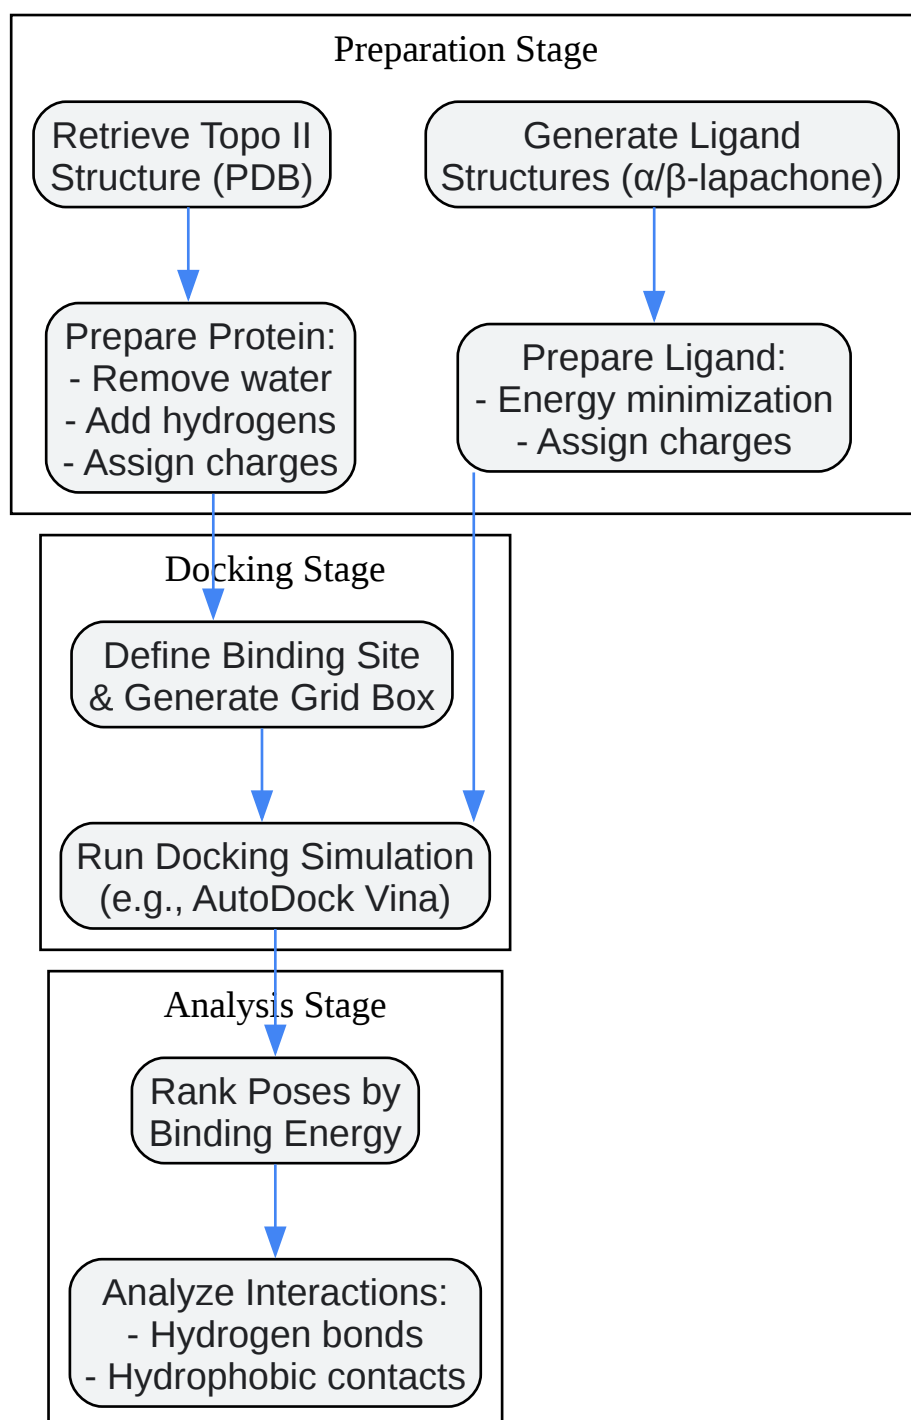 Preparation Stage
Retrieve Topo II
Structure (PDB)
Generate Ligand
Structures (α/β-lapachone)
Prepare Protein:
- Remove water
- Add hydrogens
- Assign charges
Prepare Ligand:
- Energy minimization
- Assign charges
Docking Stage
Define Binding Site
& Generate Grid Box
Run Docking Simulation
(e.g., AutoDock Vina)
Analysis Stage
Rank Poses by
Binding Energy
Analyze Interactions:
- Hydrogen bonds
- Hydrophobic contacts